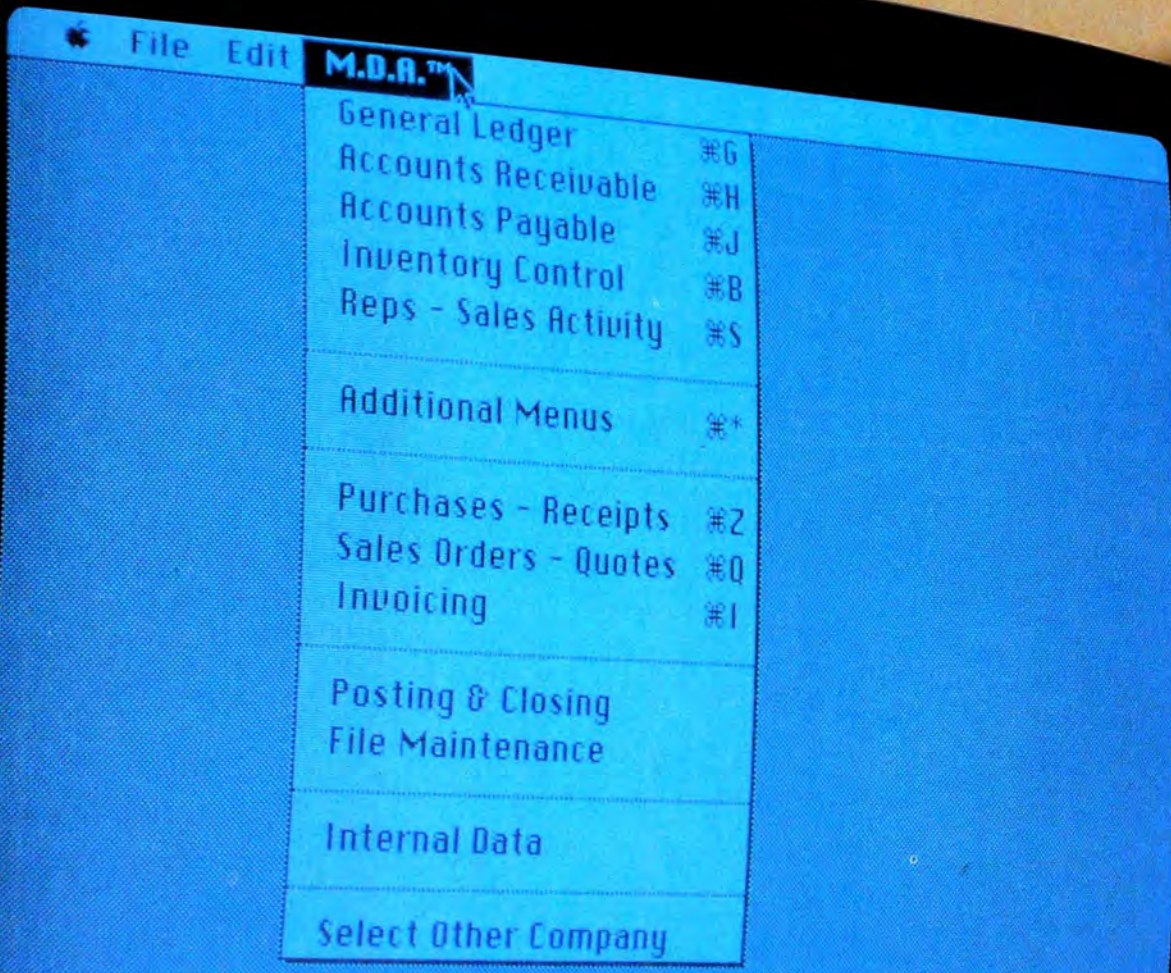 File Edit M.D.A.™
General Ledger ⌘G
Accounts Receivable ⌘H
Accounts Payable ⌘J
Inventory Control ⌘B
Reps - Sales Activity ⌘S
Additional Menus ⌘*
Purchases - Receipts ⌘Z
Sales Orders - Quotes ⌘Q
Invoicing ⌘I
Posting & Closing
File Maintenance
Internal Data
Select Other Company